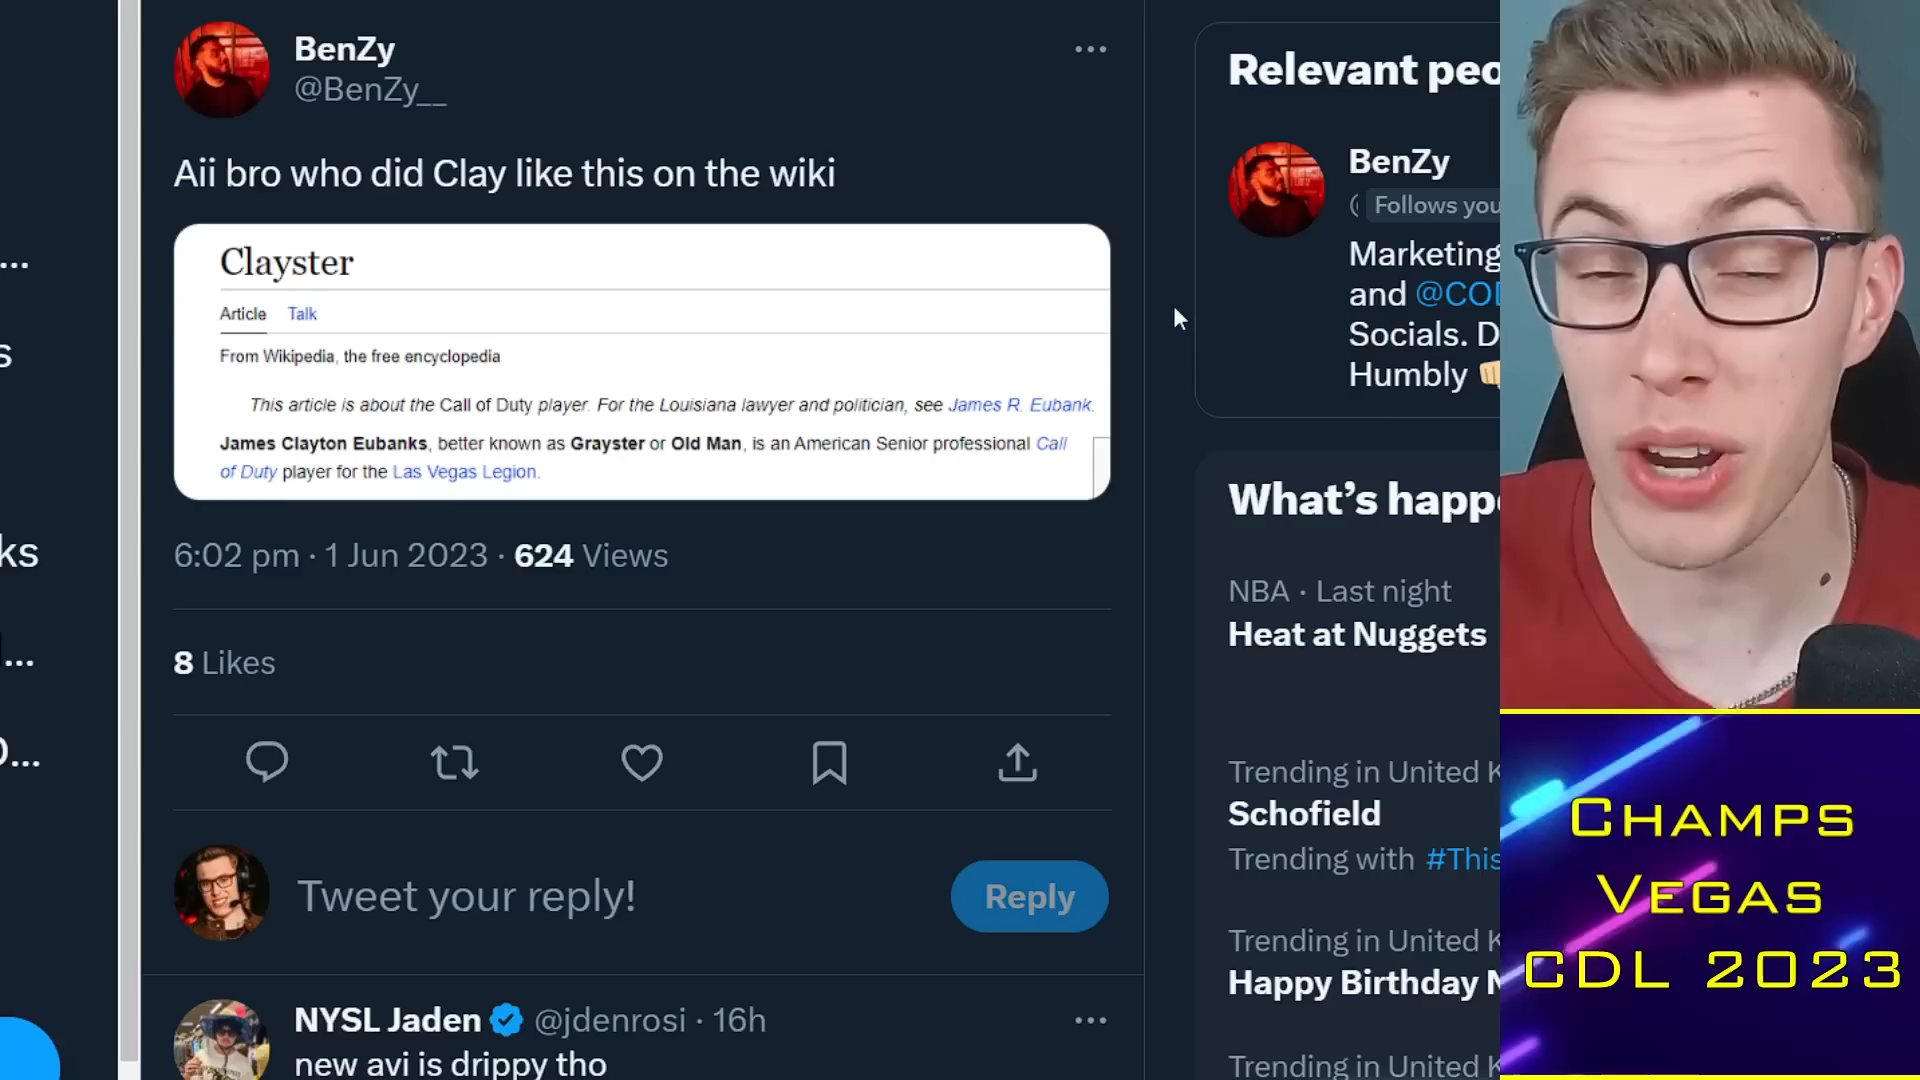 BenZy
@BenZy__
Aii bro who did Clay like this on the wiki
Clayster
Article Talk
From Wikipedia, the free encyclopedia
This article is about the Call of Duty player. For the Louisiana lawyer and politician, see James R. Eubank.
James Clayton Eubanks, better known as Grayster or Old Man, is an American Senior professional Call
of Duty player for the Las Vegas Legion.
6:02 pm · 1 Jun 2023 · 624 Views
8 Likes
Tweet your reply!
Reply
NYSL Jaden @jdenrosi · 16h
new avi is drippy tho
Relevant peo
BenZy
Follows you
Marketing
and @COD
Socials. D
Humbly
What's happ
NBA · Last night
Heat at Nuggets
Trending in United K
Schofield
Trending with #This
Trending in United K
Happy Birthday N
Trending in United K
CHAMPS
VEGAS
CDL 2023